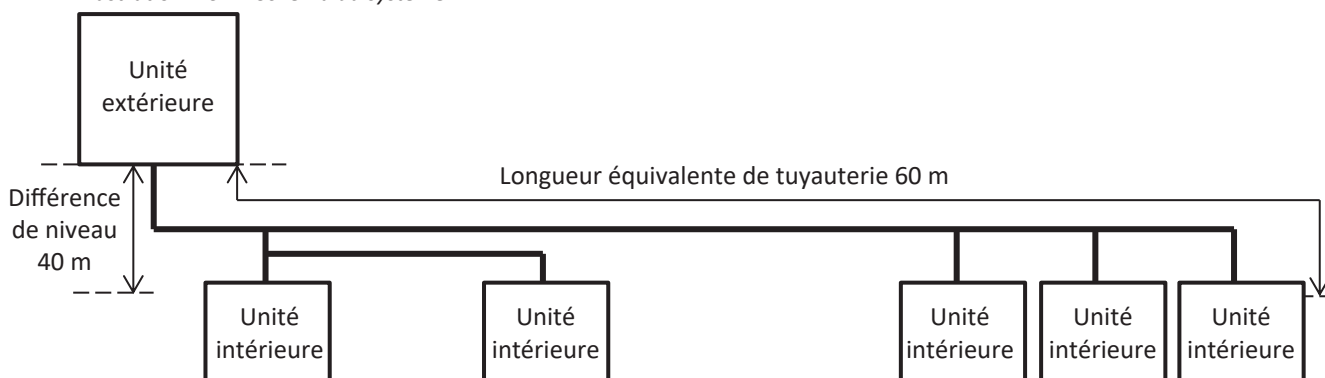 Unité
extérieure
Longueur équivalente de tuyauterie 60 m
Différence
de niveau
40 m
Unité
intérieure
Unité
intérieure
Unité
intérieure
Unité
intérieure
Unité
intérieure